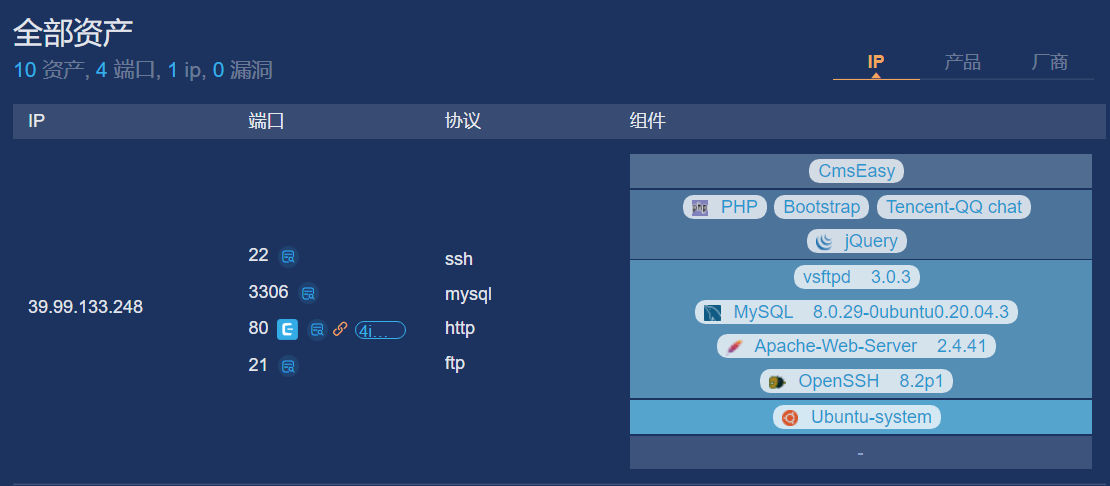 全部资产
10 资产, 4 端口, 1 ip, 0 漏洞
IP 产品 厂商
IP 端口 协议 组件
39.99.133.248
22 ssh
3306 mysql
80 4i... http
21 ftp
CmsEasy
PHP Bootstrap Tencent-QQ chat
jQuery
vsftpd 3.0.3
MySQL 8.0.29-0ubuntu0.20.04.3
Apache-Web-Server 2.4.41
OpenSSH 8.2p1
Ubuntu-system
-